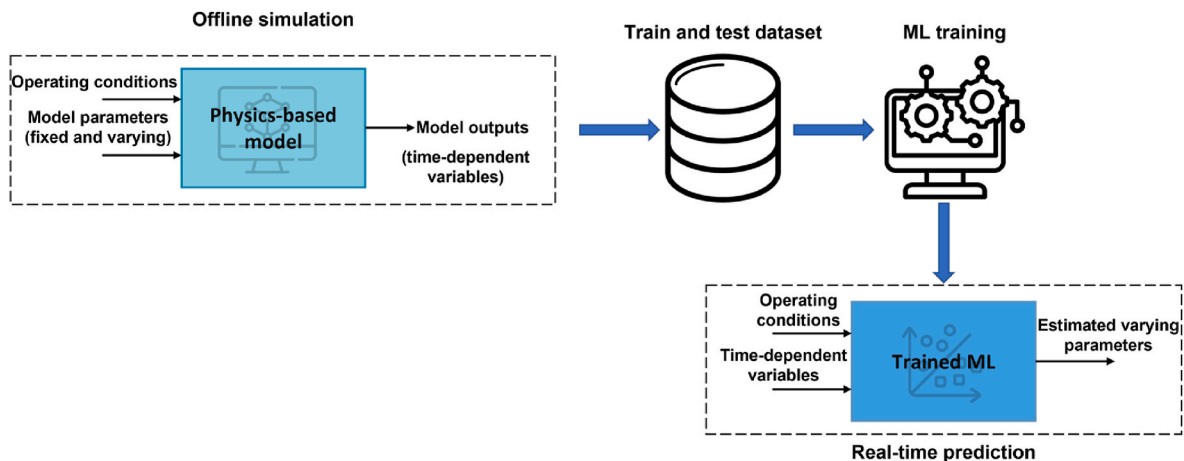 Offline simulation
Operating conditions
Model parameters
(fixed and varying)
Physics-based
model
Model outputs
(time-dependent
variables)
Train and test dataset
ML training
Operating
conditions
Time-dependent
variables
Trained ML
Estimated varying
parameters
Real-time prediction